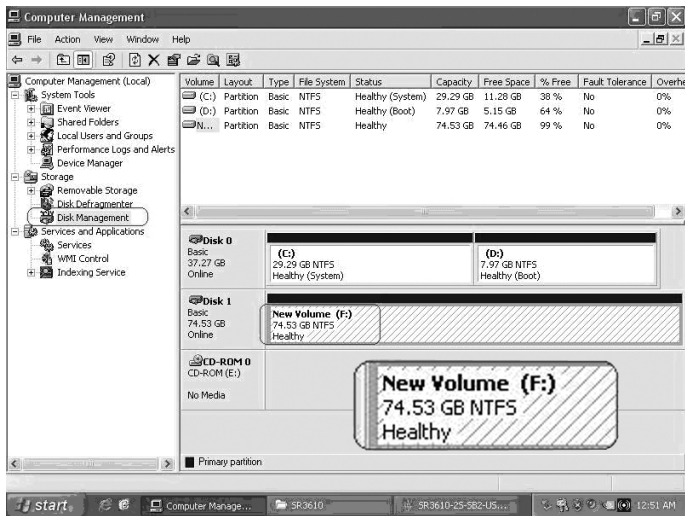 Computer Management
File Action View Window Help
Computer Management (Local)
System Tools
Event Viewer
Shared Folders
Local Users and Groups
Performance Logs and Alerts
Device Manager
Storage
Removable Storage
Disk Defragmenter
Disk Management
Services and Applications
Services
WMI Control
Indexing Service
Volume Layout Type File System Status Capacity Free Space % Free Fault Tolerance Overhe
(C:) Partition Basic NTFS Healthy (System) 29.29 GB 11.28 GB 38 % No 0%
(D:) Partition Basic NTFS Healthy (Boot) 7.97 GB 5.15 GB 64 % No 0%
N... Partition Basic NTFS Healthy 74.53 GB 74.46 GB 99 % No 0%
Disk 0
Basic
37.27 GB
Online
(C:)
29.29 GB NTFS
Healthy (System)
(D:)
7.97 GB NTFS
Healthy (Boot)
Disk 1
Basic
74.53 GB
Online
New Volume (F:)
74.53 GB NTFS
Healthy
CD-ROM 0
CD-ROM (E:)
No Media
New Volume (F:)
74.53 GB NTFS
Healthy
Primary partition
start
Computer Manage...
SR3610
SR3610-2S-SB2-US...
12:51 AM